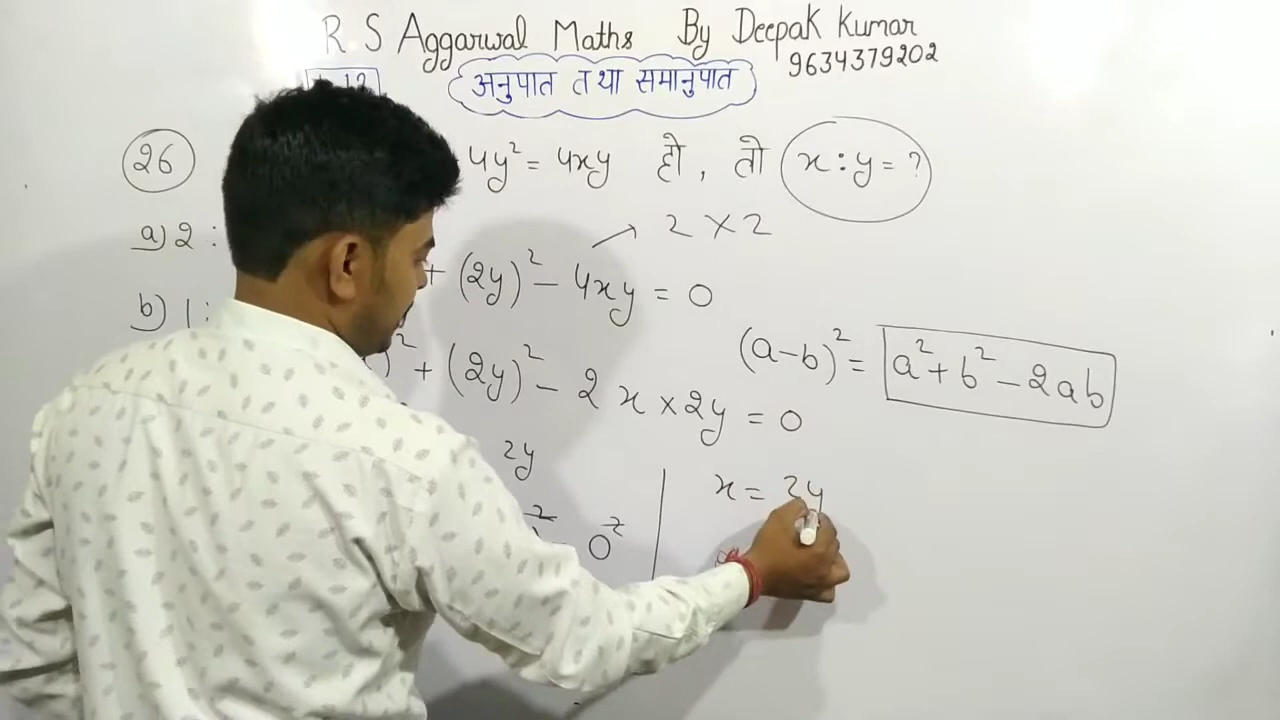 R.S Aggarwal Maths By Deepak Kumar
9634379202
अनुपात तथा समानुपात
26 4y² = 4xy हो, तो x:y = ?
a) 2 :
2 × 2
+ (2y)² − 4xy = 0
b) 1 :
(a−b)² = a² + b² − 2ab
)² + (2y)² − 2 x × 2y = 0
2y
x = 2y
0²